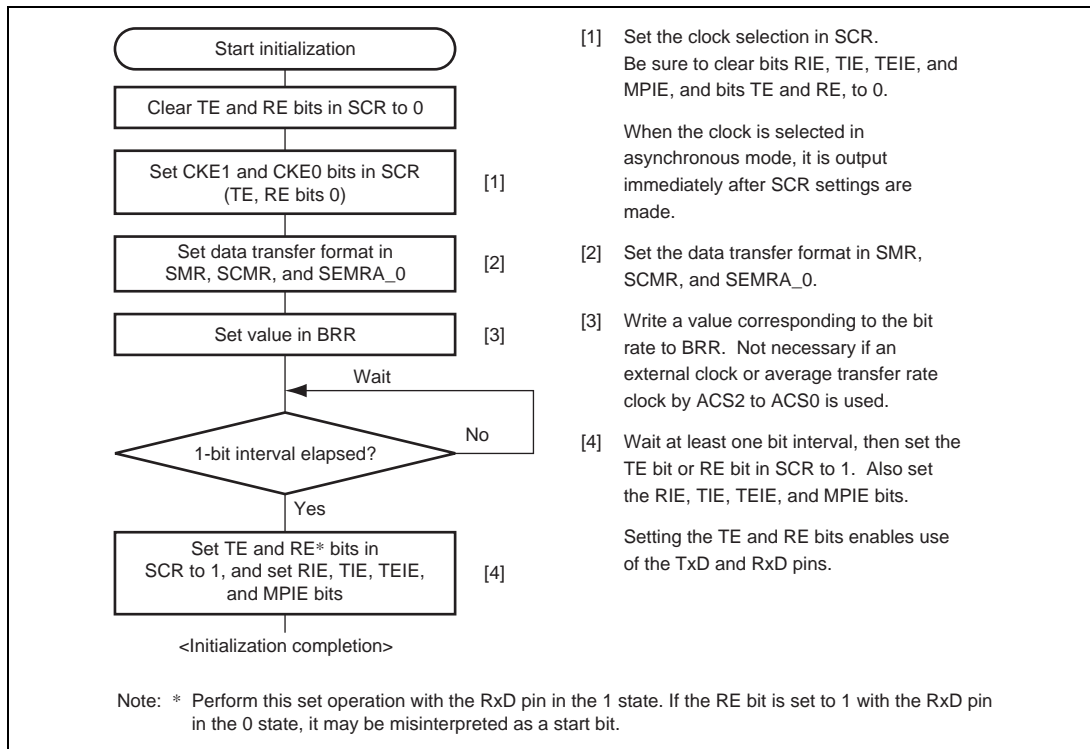 Start initialization
Clear TE and RE bits in SCR to 0
Set CKE1 and CKE0 bits in SCR
(TE, RE bits 0)
[1]
Set data transfer format in
SMR, SCMR, and SEMRA_0
[2]
Set value in BRR
[3]
Wait
1-bit interval elapsed?
No
Yes
Set TE and RE* bits in
SCR to 1, and set RIE, TIE, TEIE,
and MPIE bits
[4]
<Initialization completion>
[1] Set the clock selection in SCR.
Be sure to clear bits RIE, TIE, TEIE, and
MPIE, and bits TE and RE, to 0.
When the clock is selected in
asynchronous mode, it is output
immediately after SCR settings are
made.
[2] Set the data transfer format in SMR,
SCMR, and SEMRA_0.
[3] Write a value corresponding to the bit
rate to BRR. Not necessary if an
external clock or average transfer rate
clock by ACS2 to ACS0 is used.
[4] Wait at least one bit interval, then set the
TE bit or RE bit in SCR to 1. Also set
the RIE, TIE, TEIE, and MPIE bits.
Setting the TE and RE bits enables use
of the TxD and RxD pins.
Note: * Perform this set operation with the RxD pin in the 1 state. If the RE bit is set to 1 with the RxD pin
in the 0 state, it may be misinterpreted as a start bit.